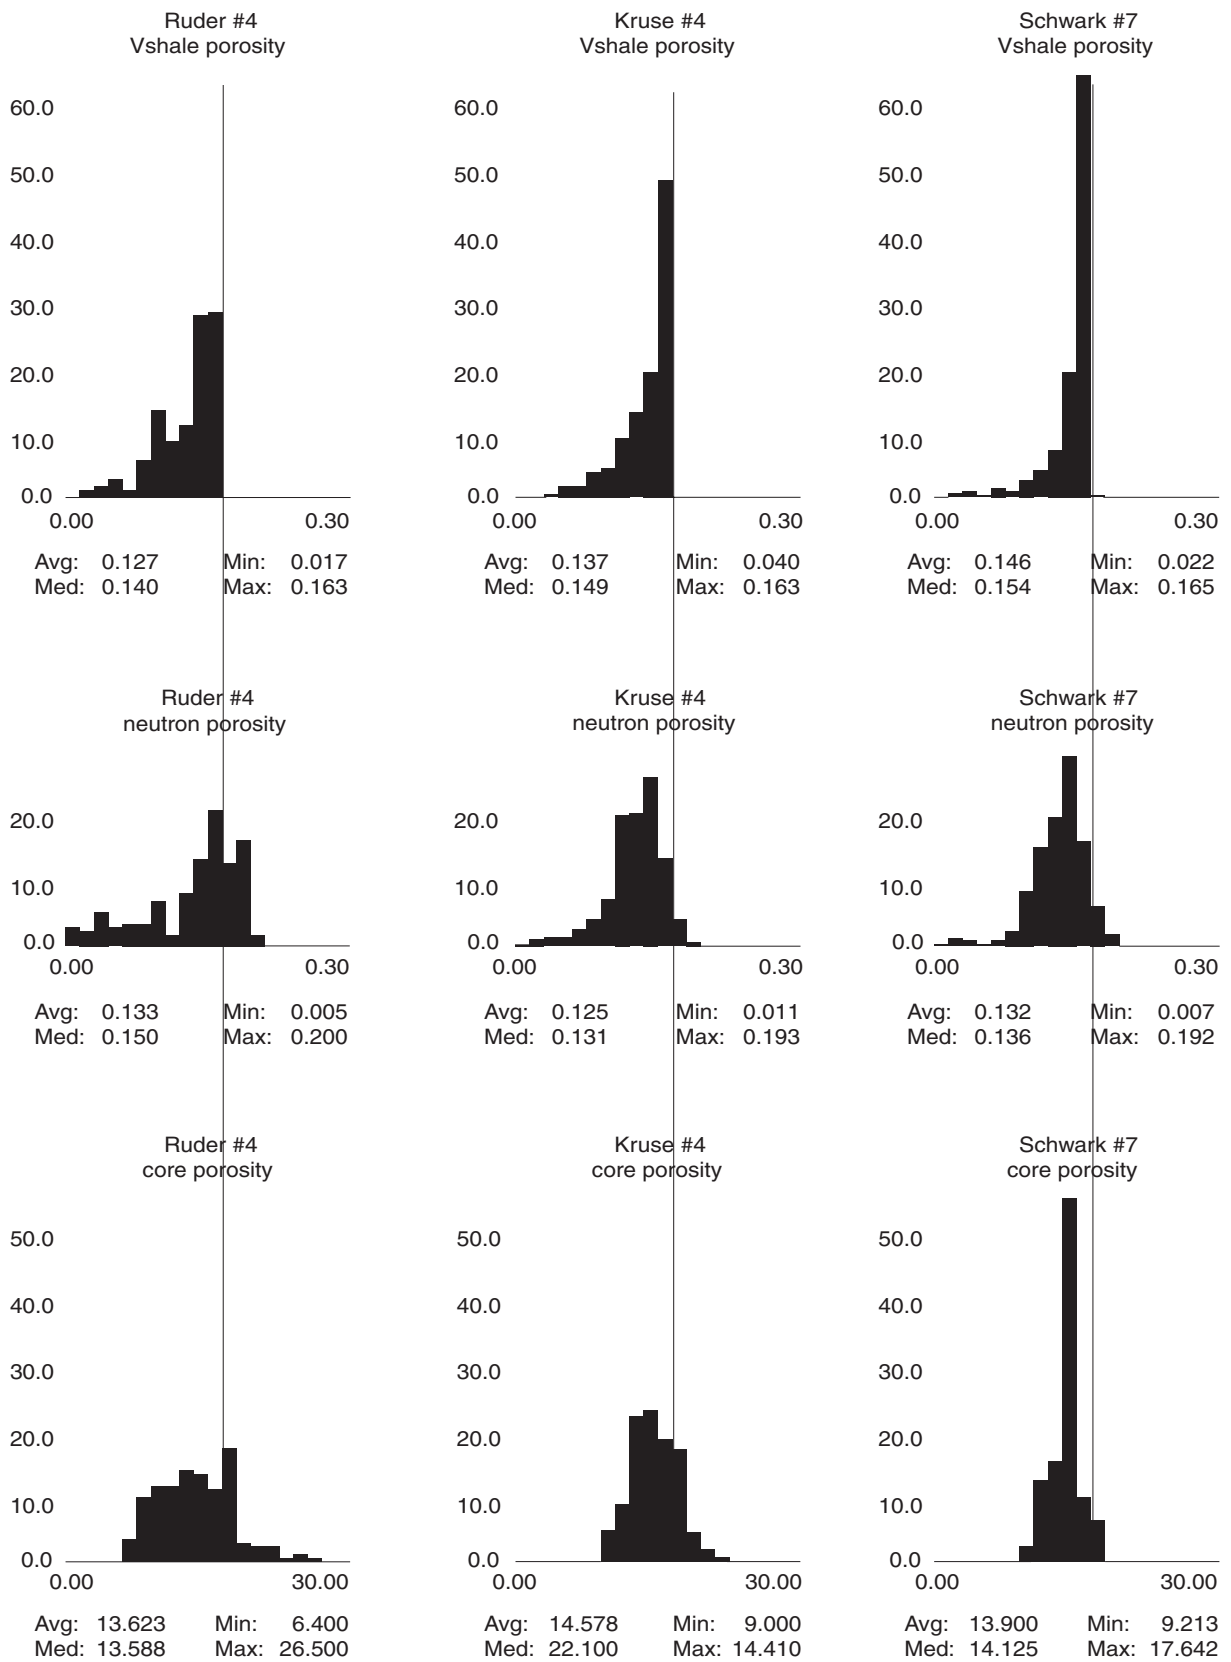 Ruder #4
Vshale porosity
60.0
50.0
40.0
30.0
20.0
10.0
0.0
0.00 0.30
Avg: 0.127 Min: 0.017
Med: 0.140 Max: 0.163
Kruse #4
Vshale porosity
60.0
50.0
40.0
30.0
20.0
10.0
0.0
0.00 0.30
Avg: 0.137 Min: 0.040
Med: 0.149 Max: 0.163
Schwark #7
Vshale porosity
60.0
50.0
40.0
30.0
20.0
10.0
0.0
0.00 0.30
Avg: 0.146 Min: 0.022
Med: 0.154 Max: 0.165
Ruder #4
neutron porosity
20.0
10.0
0.0
0.00 0.30
Avg: 0.133 Min: 0.005
Med: 0.150 Max: 0.200
Kruse #4
neutron porosity
20.0
10.0
0.0
0.00 0.30
Avg: 0.125 Min: 0.011
Med: 0.131 Max: 0.193
Schwark #7
neutron porosity
20.0
10.0
0.0
0.00 0.30
Avg: 0.132 Min: 0.007
Med: 0.136 Max: 0.192
Ruder #4
core porosity
50.0
40.0
30.0
20.0
10.0
0.0
0.00 30.00
Avg: 13.623 Min: 6.400
Med: 13.588 Max: 26.500
Kruse #4
core porosity
50.0
40.0
30.0
20.0
10.0
0.0
0.00 30.00
Avg: 14.578 Min: 9.000
Med: 22.100 Max: 14.410
Schwark #7
core porosity
50.0
40.0
30.0
20.0
10.0
0.0
0.00 30.00
Avg: 13.900 Min: 9.213
Med: 14.125 Max: 17.642